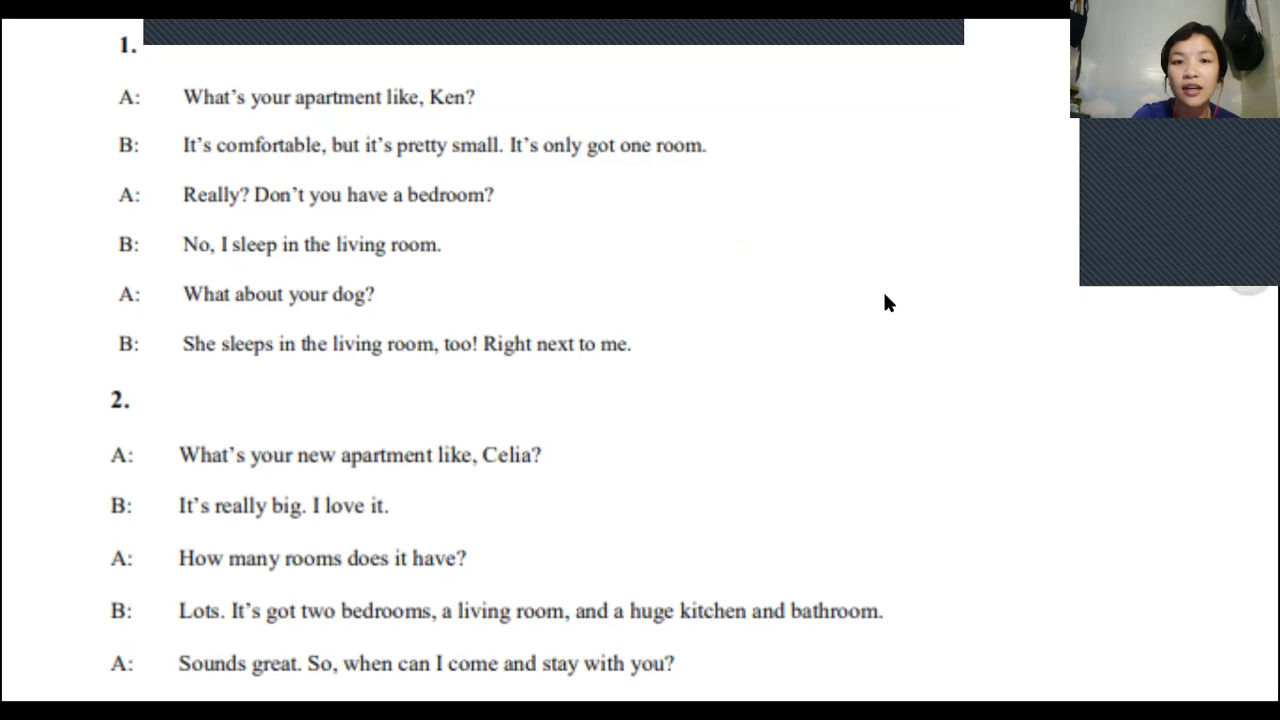 1.
A: What's your apartment like, Ken?
B: It's comfortable, but it's pretty small. It's only got one room.
A: Really? Don't you have a bedroom?
B: No, I sleep in the living room.
A: What about your dog?
B: She sleeps in the living room, too! Right next to me.
2.
A: What's your new apartment like, Celia?
B: It's really big. I love it.
A: How many rooms does it have?
B: Lots. It's got two bedrooms, a living room, and a huge kitchen and bathroom.
A: Sounds great. So, when can I come and stay with you?